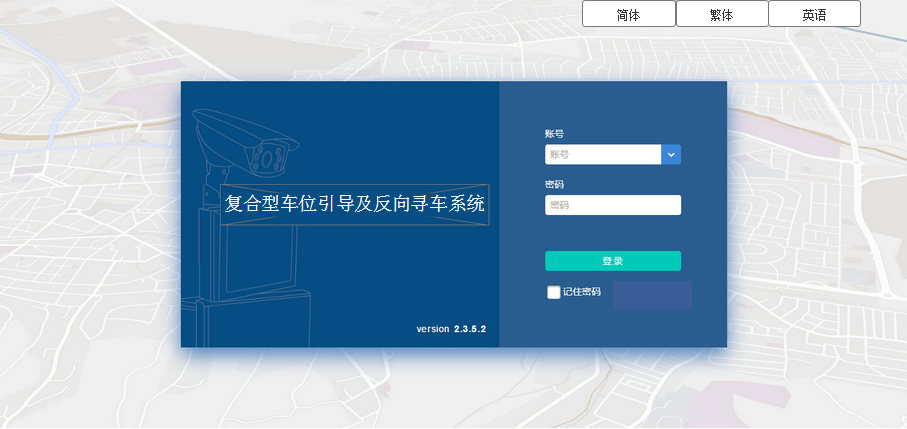 简体
繁体
英语
账号
账号
复合型车位引导及反向寻车系统
密码
密码
登录
记住密码
version 2.3.5.2